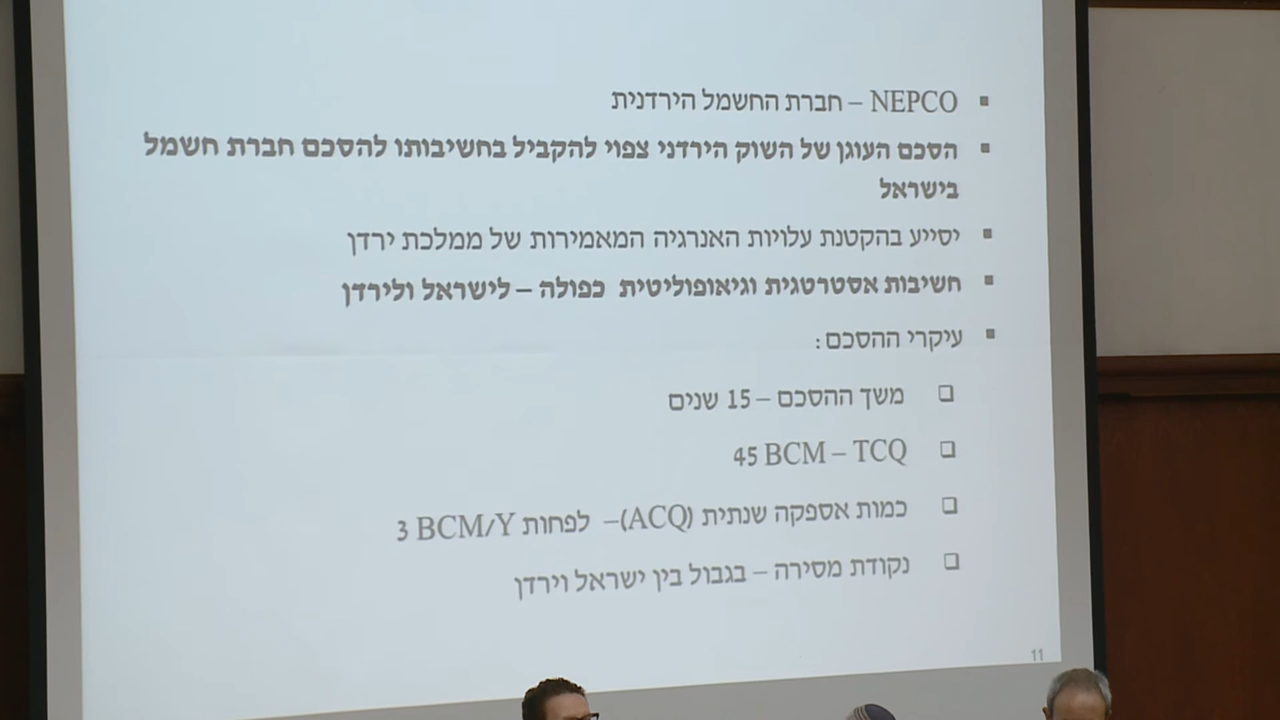 ▪ NEPCO – חברת החשמל הירדנית
▪ הסכם העוגן של השוק הירדני צפוי להקביל בחשיבותו להסכם חברת חשמל
בישראל
▪ יסייע בהקטנת עלויות האנרגיה המאמירות של ממלכת ירדן
▪ חשיבות אסטרטגית וגיאופוליטית כפולה – לישראל ולירדן
▪ עיקרי ההסכם :
❑ משך ההסכם – 15 שנים
❑ 45 BCM – TCQ
❑ כמות אספקה שנתית (ACQ)– לפחות 3 BCM/Y
❑ נקודת מסירה – בגבול בין ישראל וירדן
11